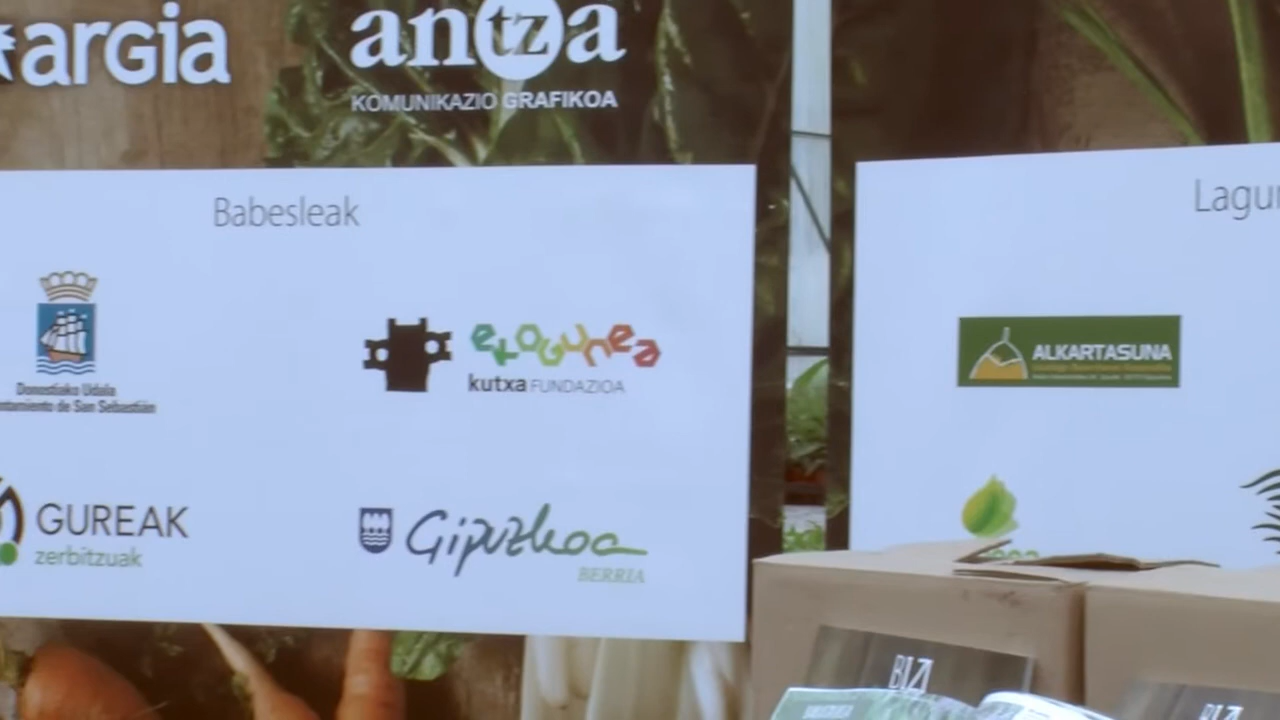 argia
antza
KOMUNIKAZIO GRAFIKOA
Babesleak
Donostiako Udala
Ayuntamiento de San Sebastián
ekogunea
kutxa FUNDAZIOA
GUREAK
zerbitzuak
Gipuzkoa
BERRIA
Lagun
ALKARTASUNA
BIZI